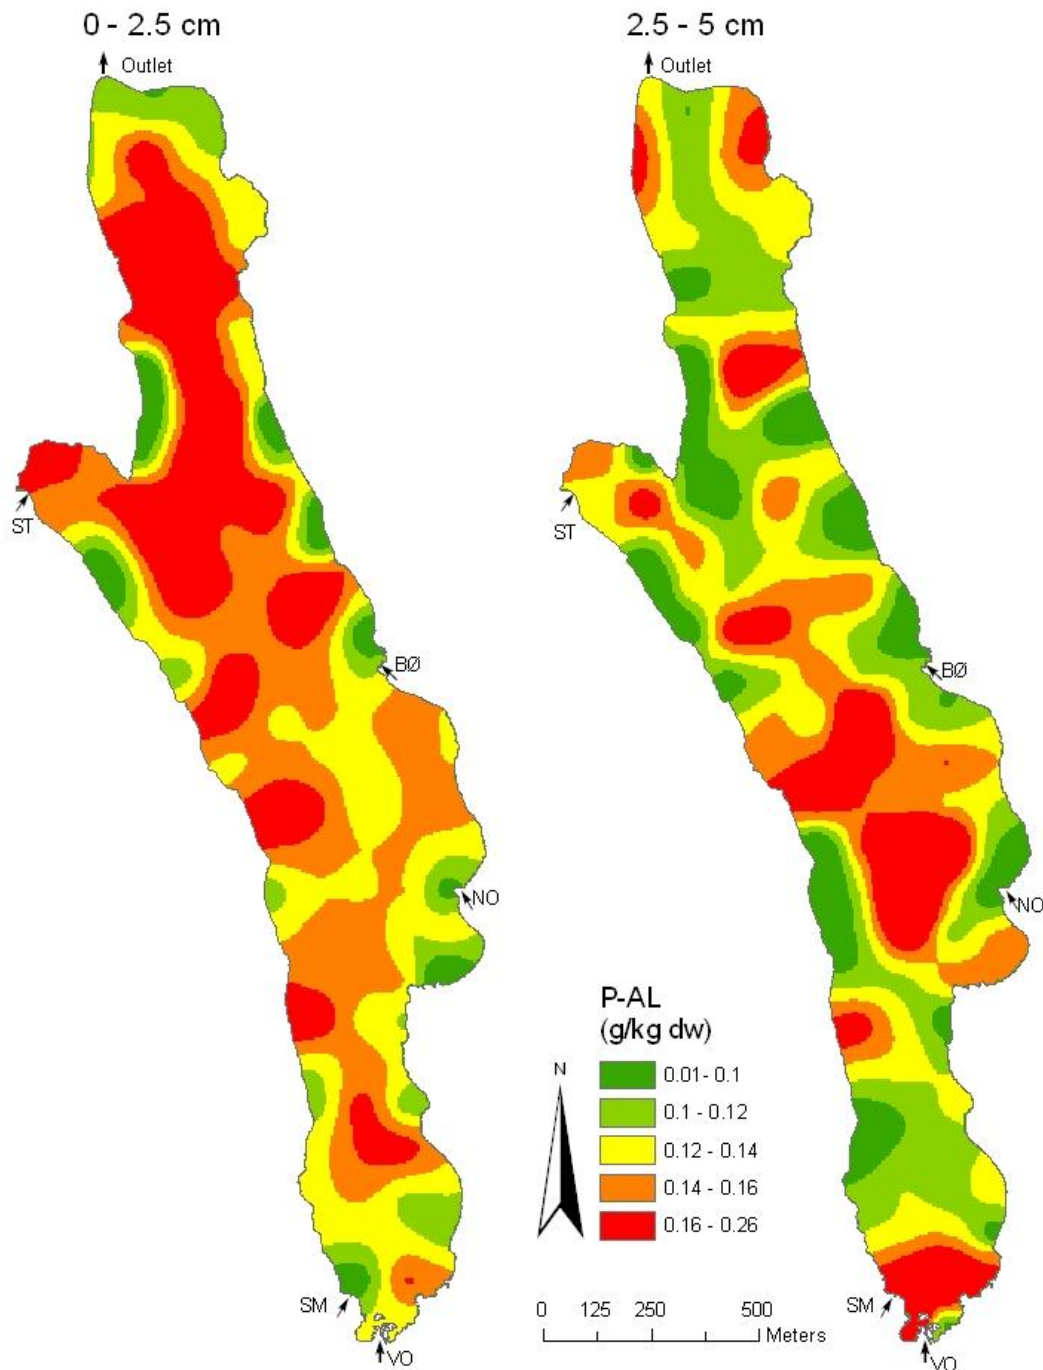 0 - 2.5 cm
2.5 - 5 cm
Outlet
Outlet
ST
ST
BØ
BØ
NO
NO
P-AL
(g/kg dw)
N
0.01 - 0.1
0.1 - 0.12
0.12 - 0.14
0.14 - 0.16
0.16 - 0.26
SM
SM
0 125 250 500
Meters
VO
VO